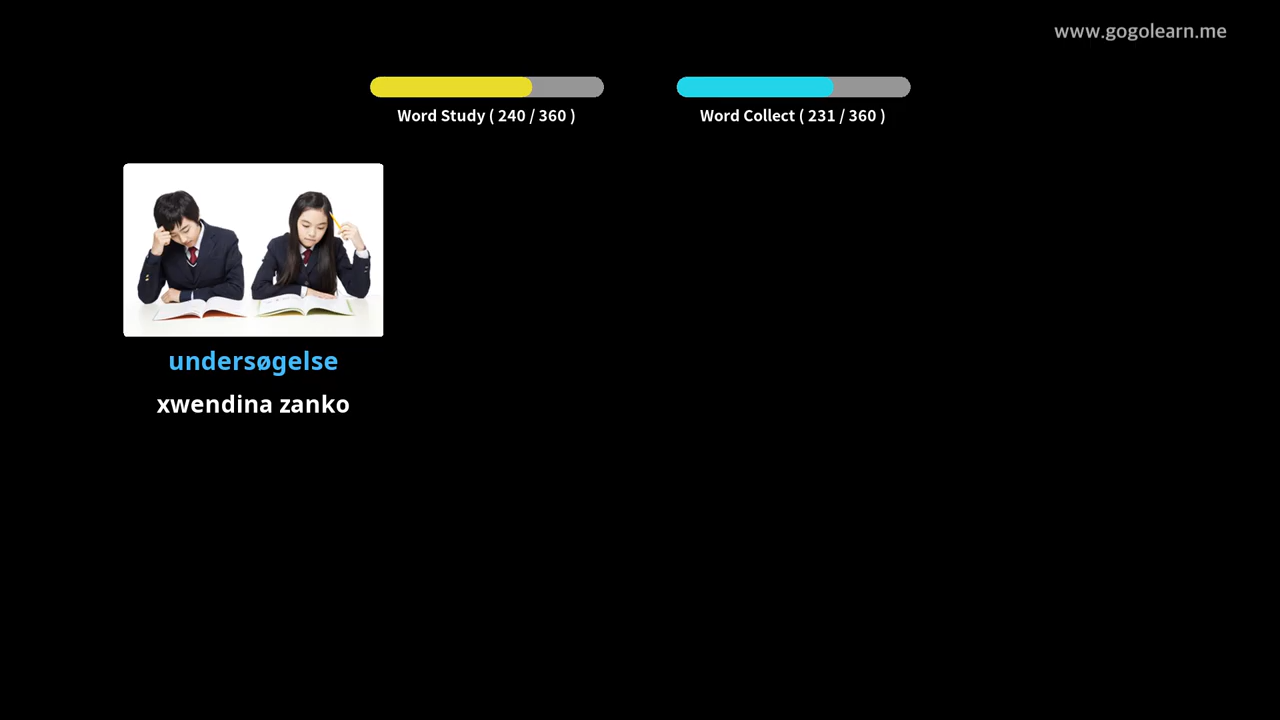 www.gogolearn.me
Word Study ( 240 / 360 )
Word Collect ( 231 / 360 )
undersøgelse
xwendina zanko